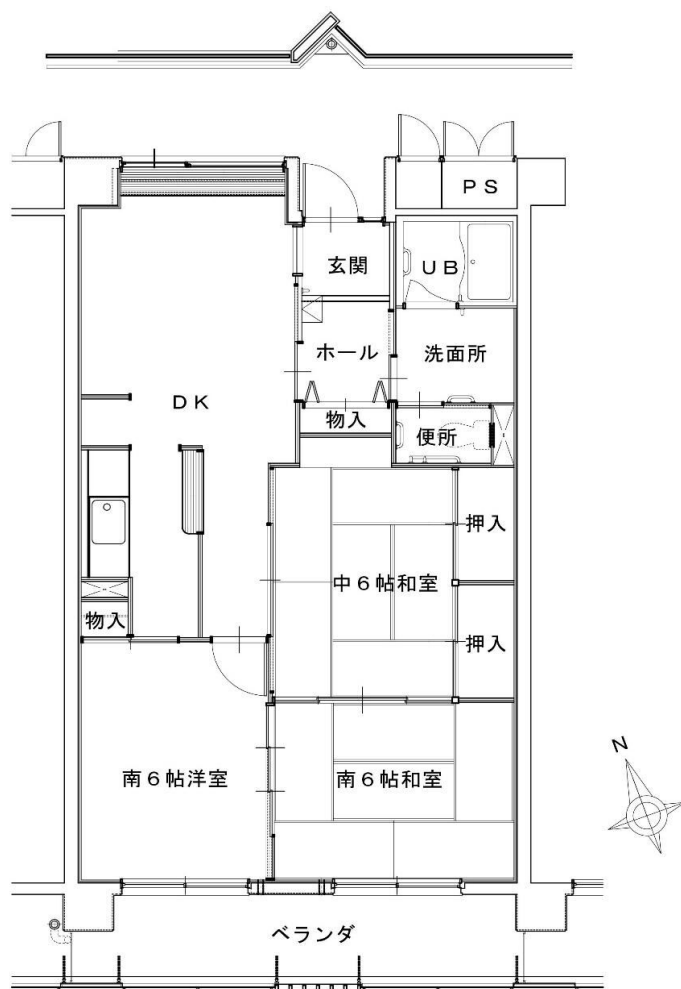 PS
玄関
UB
ホール
洗面所
DK
物入
便所
押入
中6帖和室
物入
押入
南6帖洋室
南6帖和室
N
ベランダ